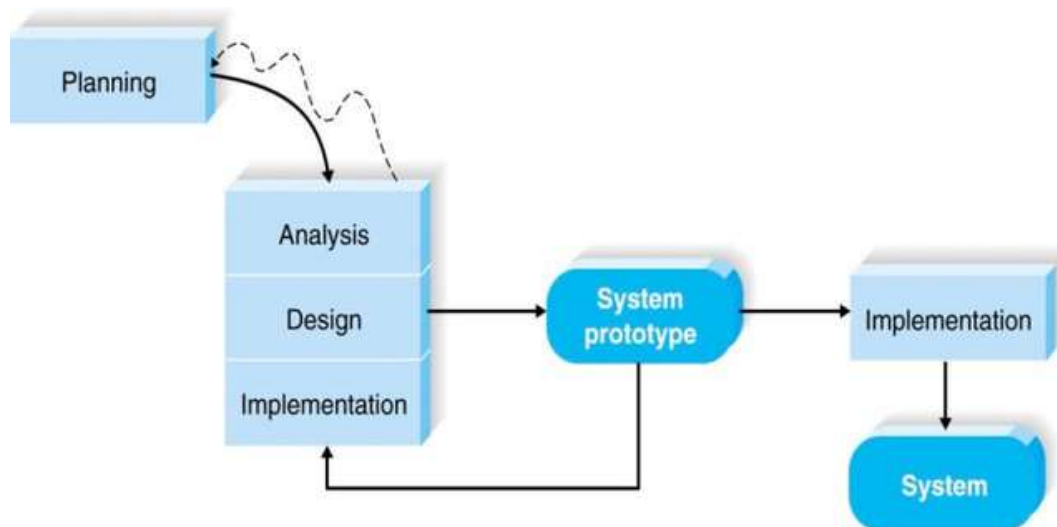 Planning
Analysis
Design
Implementation
System
prototype
Implementation
System